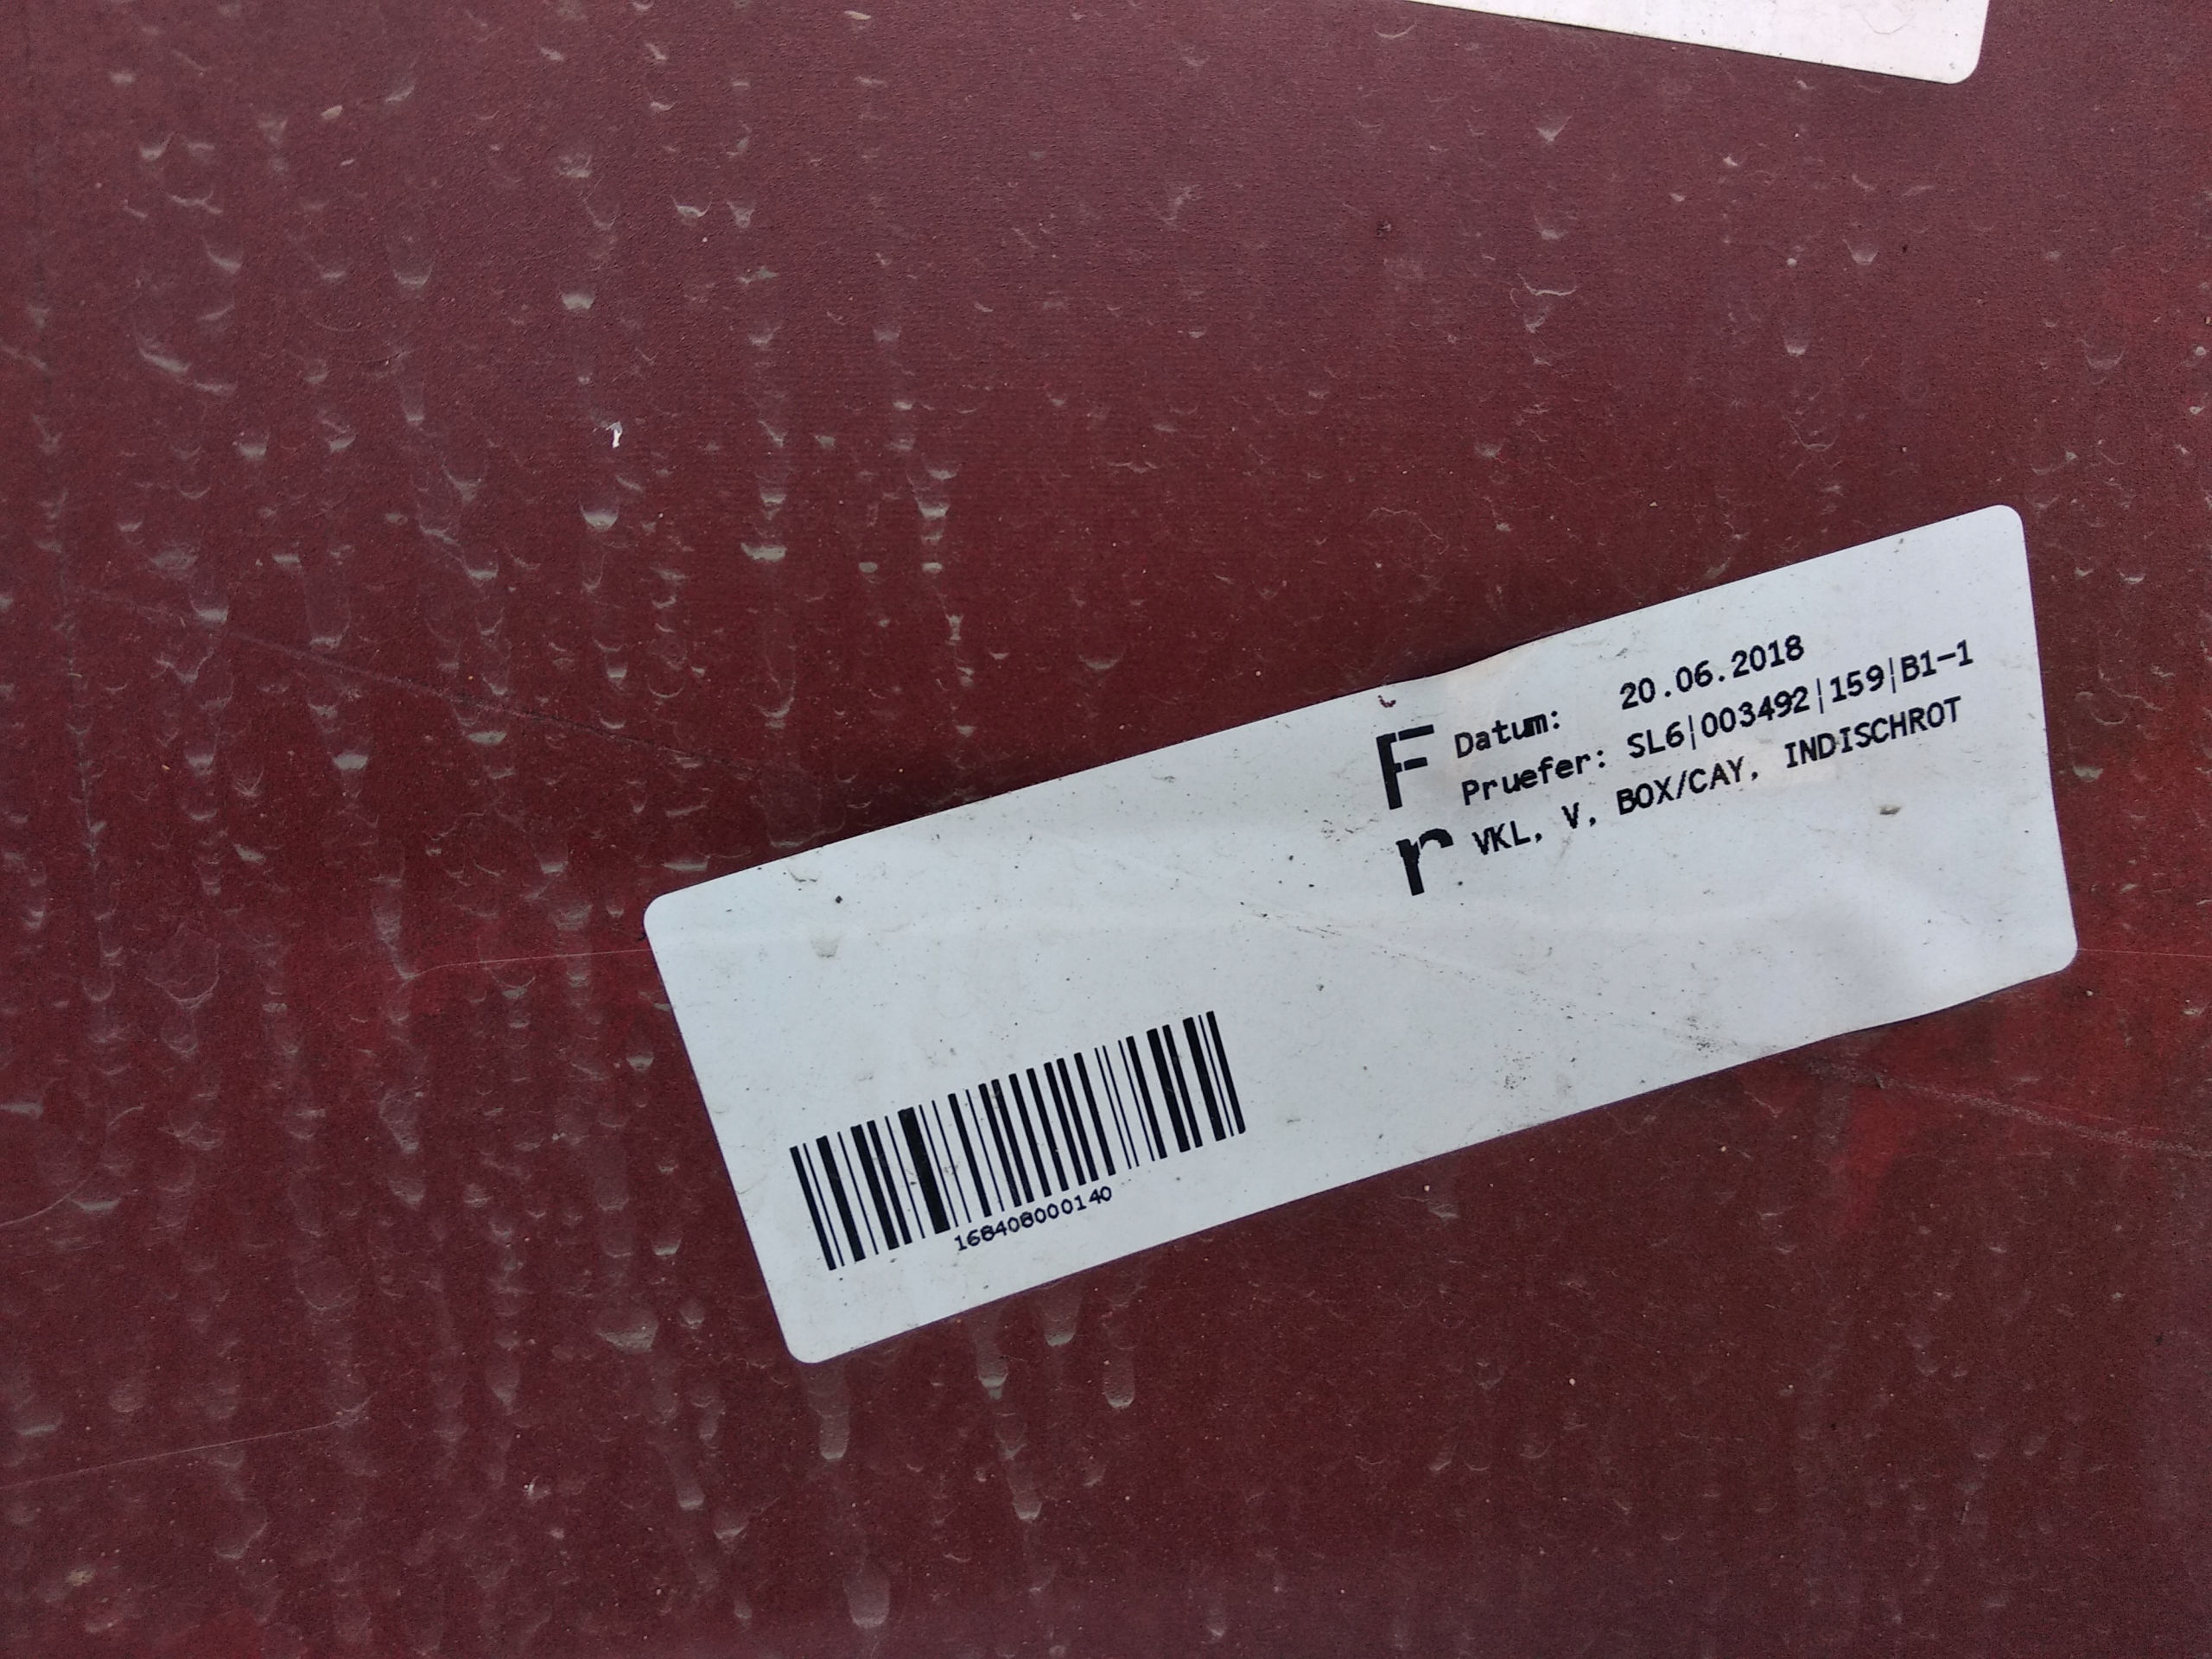 F
r
Datum: 20.06.2018
Pruefer: SL6|003492|159|B1-1
VKL, V, BOX/CAY, INDISCHROT
168408000140